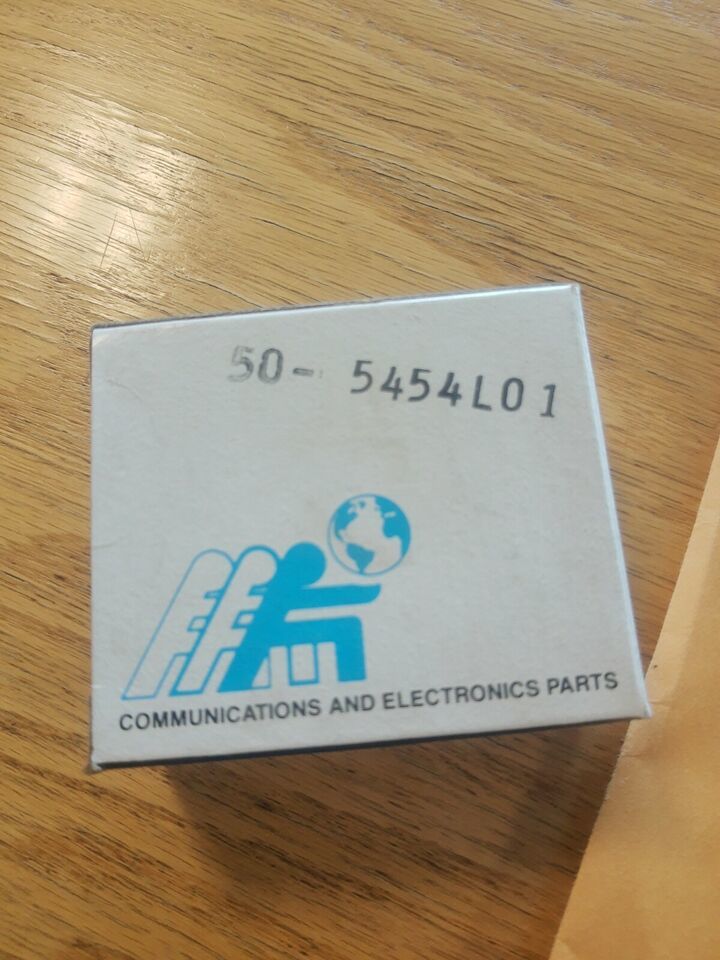 50- 5454L01
COMMUNICATIONS AND ELECTRONICS PARTS